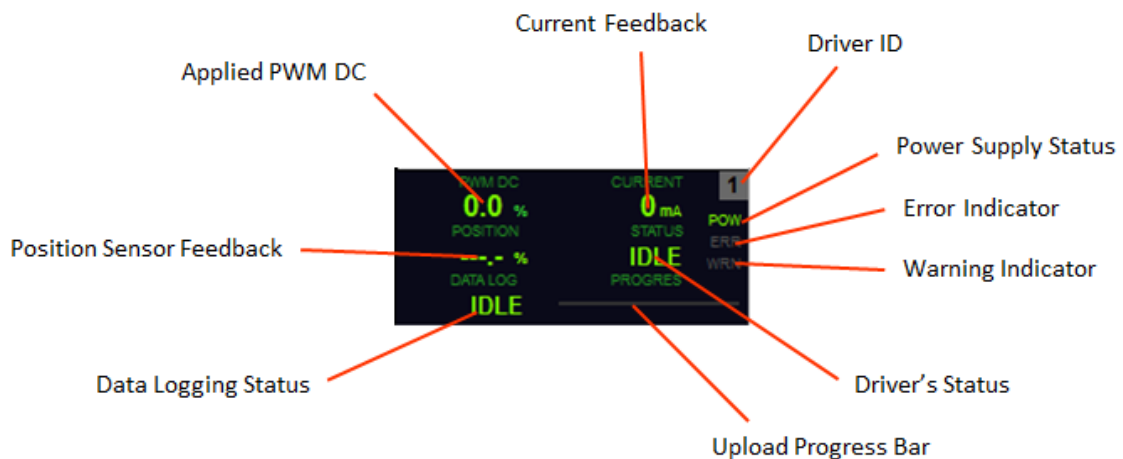 Current Feedback
Driver ID
Applied PWM DC
Power Supply Status
Error Indicator
Warning Indicator
Position Sensor Feedback
PWM DC
CURRENT
1
0.0 %
0 mA
POW
POSITION
STATUS
ERR
---.- %
IDLE
WRN
DATA LOG
PROGRES
IDLE
Data Logging Status
Driver's Status
Upload Progress Bar